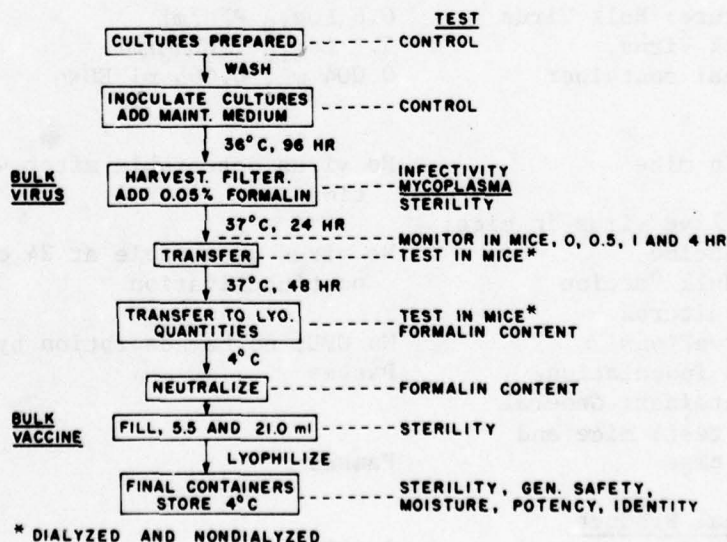 TEST
CULTURES PREPARED CONTROL
WASH
INOCULATE CULTURES
ADD MAINT. MEDIUM CONTROL
36°C, 96 HR
BULK
VIRUS
HARVEST. FILTER.
ADD 0.05% FORMALIN
INFECTIVITY
MYCOPLASMA
STERILITY
37°C, 24 HR
MONITOR IN MICE, 0, 0.5, 1 AND 4 HR
TRANSFER TEST IN MICE*
37°C, 48 HR
TRANSFER TO LYO.
QUANTITIES
TEST IN MICE*
FORMALIN CONTENT
4°C
NEUTRALIZE FORMALIN CONTENT
BULK
VACCINE
FILL, 5.5 AND 21.0 ml STERILITY
LYOPHILIZE
FINAL CONTAINERS
STORE 4°C
STERILITY, GEN. SAFETY,
MOISTURE, POTENCY, IDENTITY
* DIALYZED AND NONDIALYZED